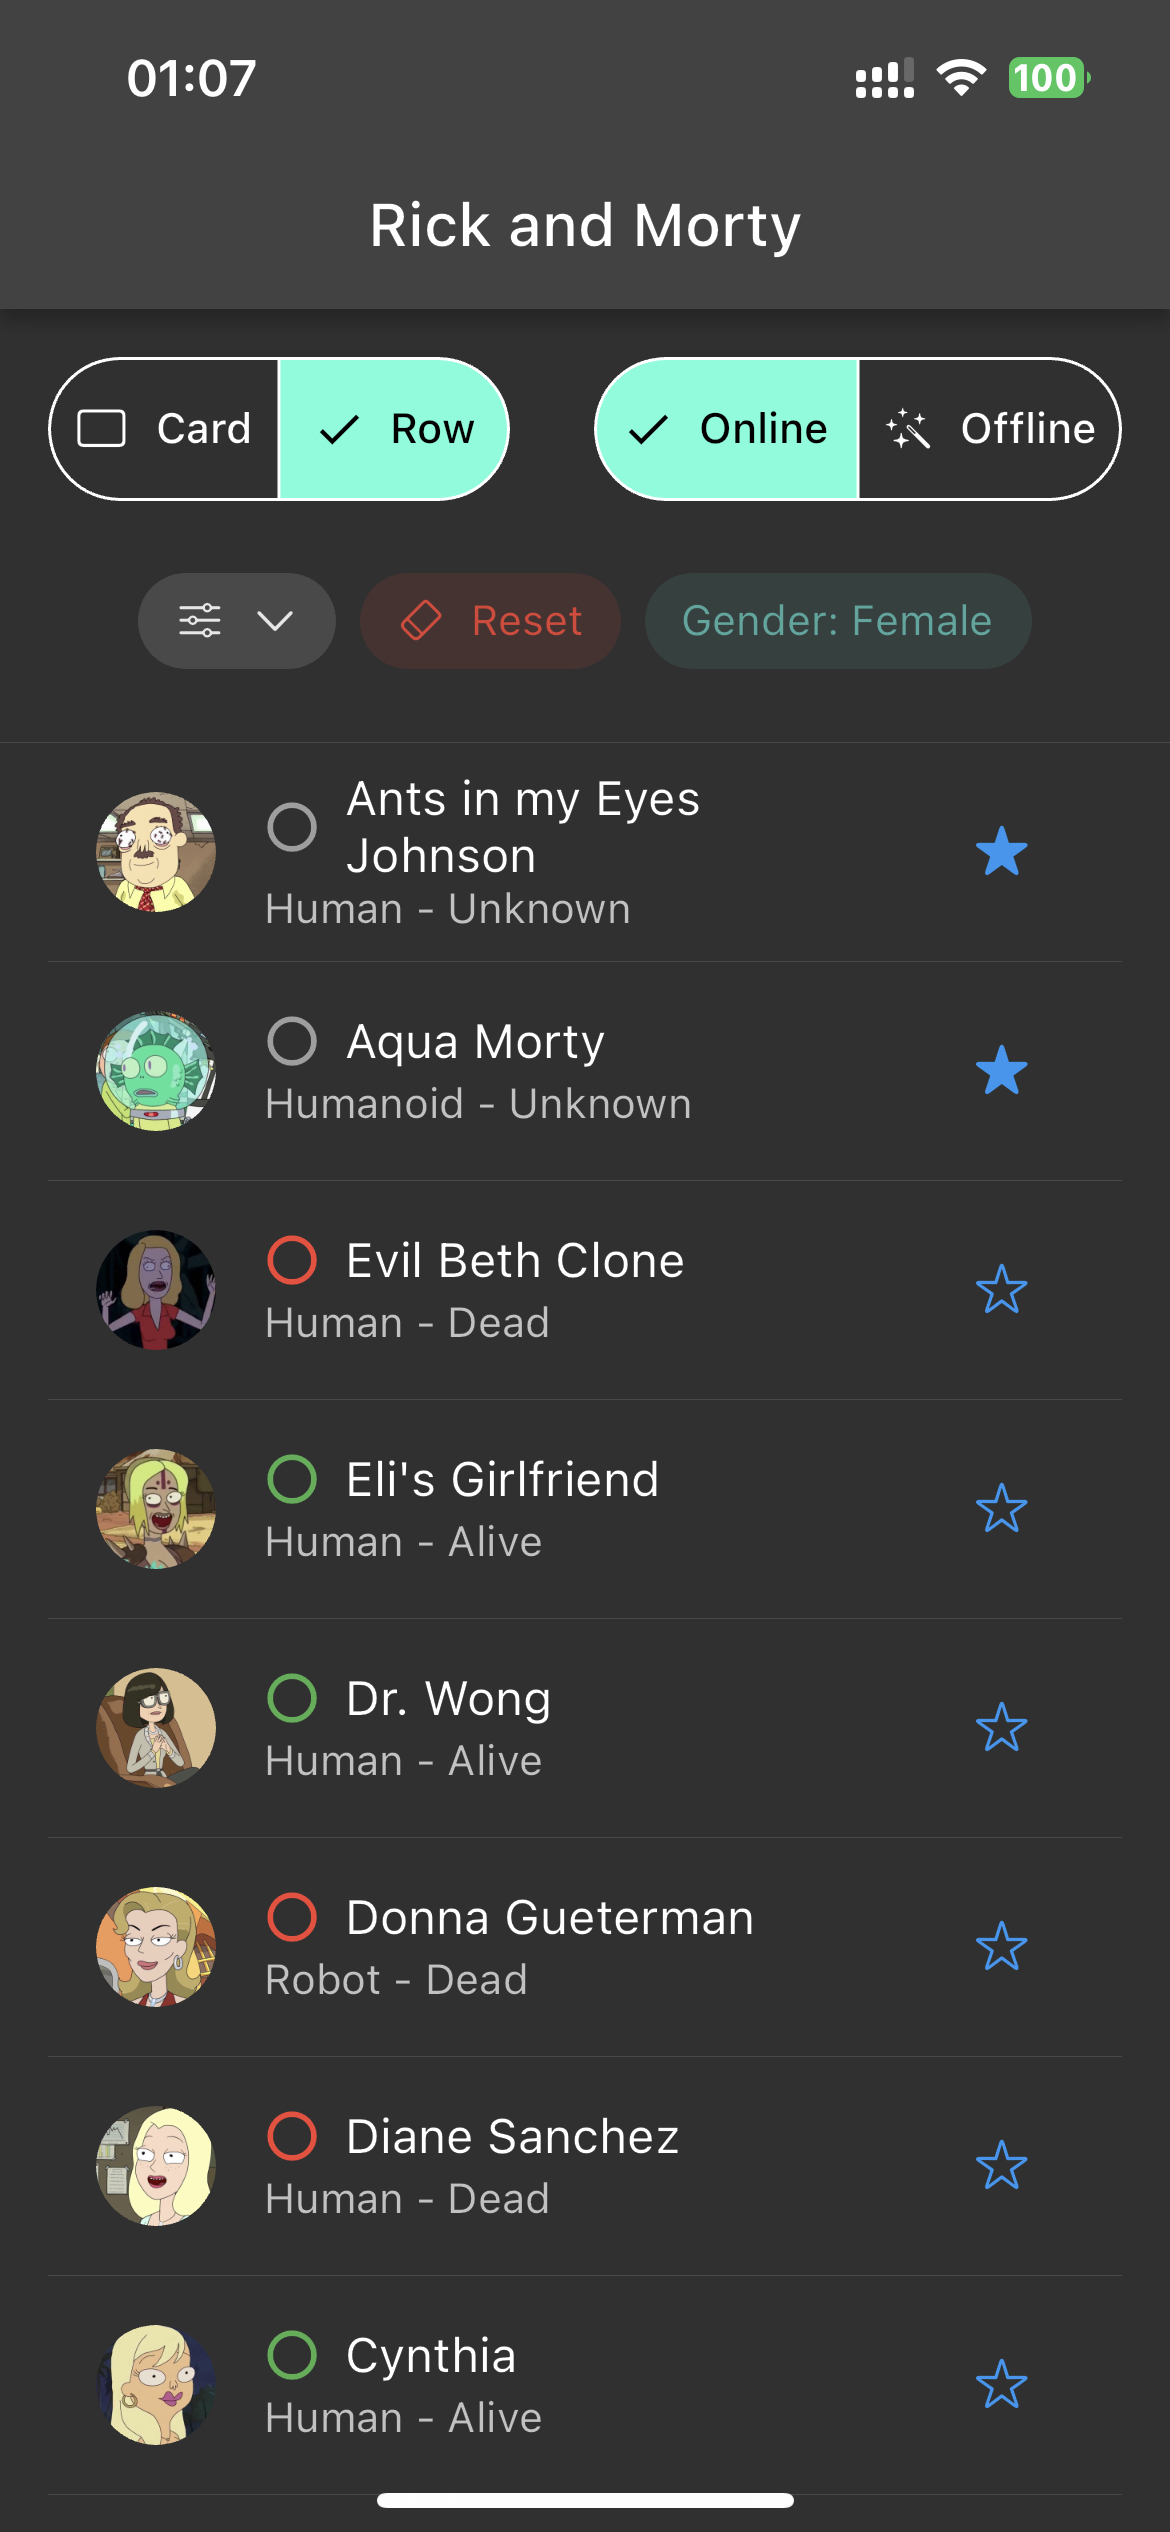 01:07
100
Rick and Morty
Card
Row
Online
Offline
Reset
Gender: Female
Ants in my Eyes
Johnson
Human - Unknown
Aqua Morty
Humanoid - Unknown
Evil Beth Clone
Human - Dead
Eli's Girlfriend
Human - Alive
Dr. Wong
Human - Alive
Donna Gueterman
Robot - Dead
Diane Sanchez
Human - Dead
Cynthia
Human - Alive